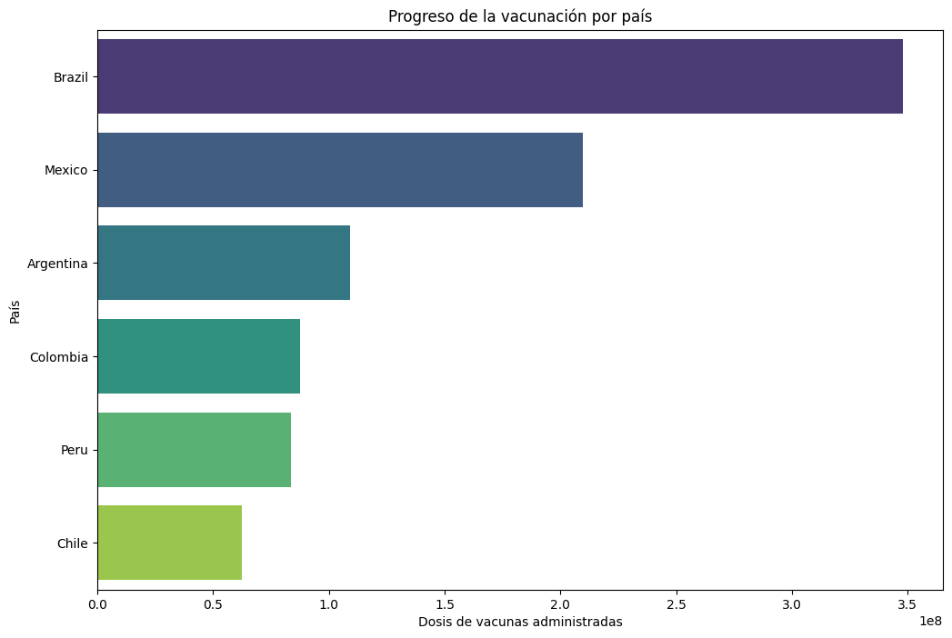 Progreso de la vacunación por país
Brazil
Mexico
Argentina
Colombia
Peru
Chile
País
0.0 0.5 1.0 1.5 2.0 2.5 3.0 3.5
1e8
Dosis de vacunas administradas